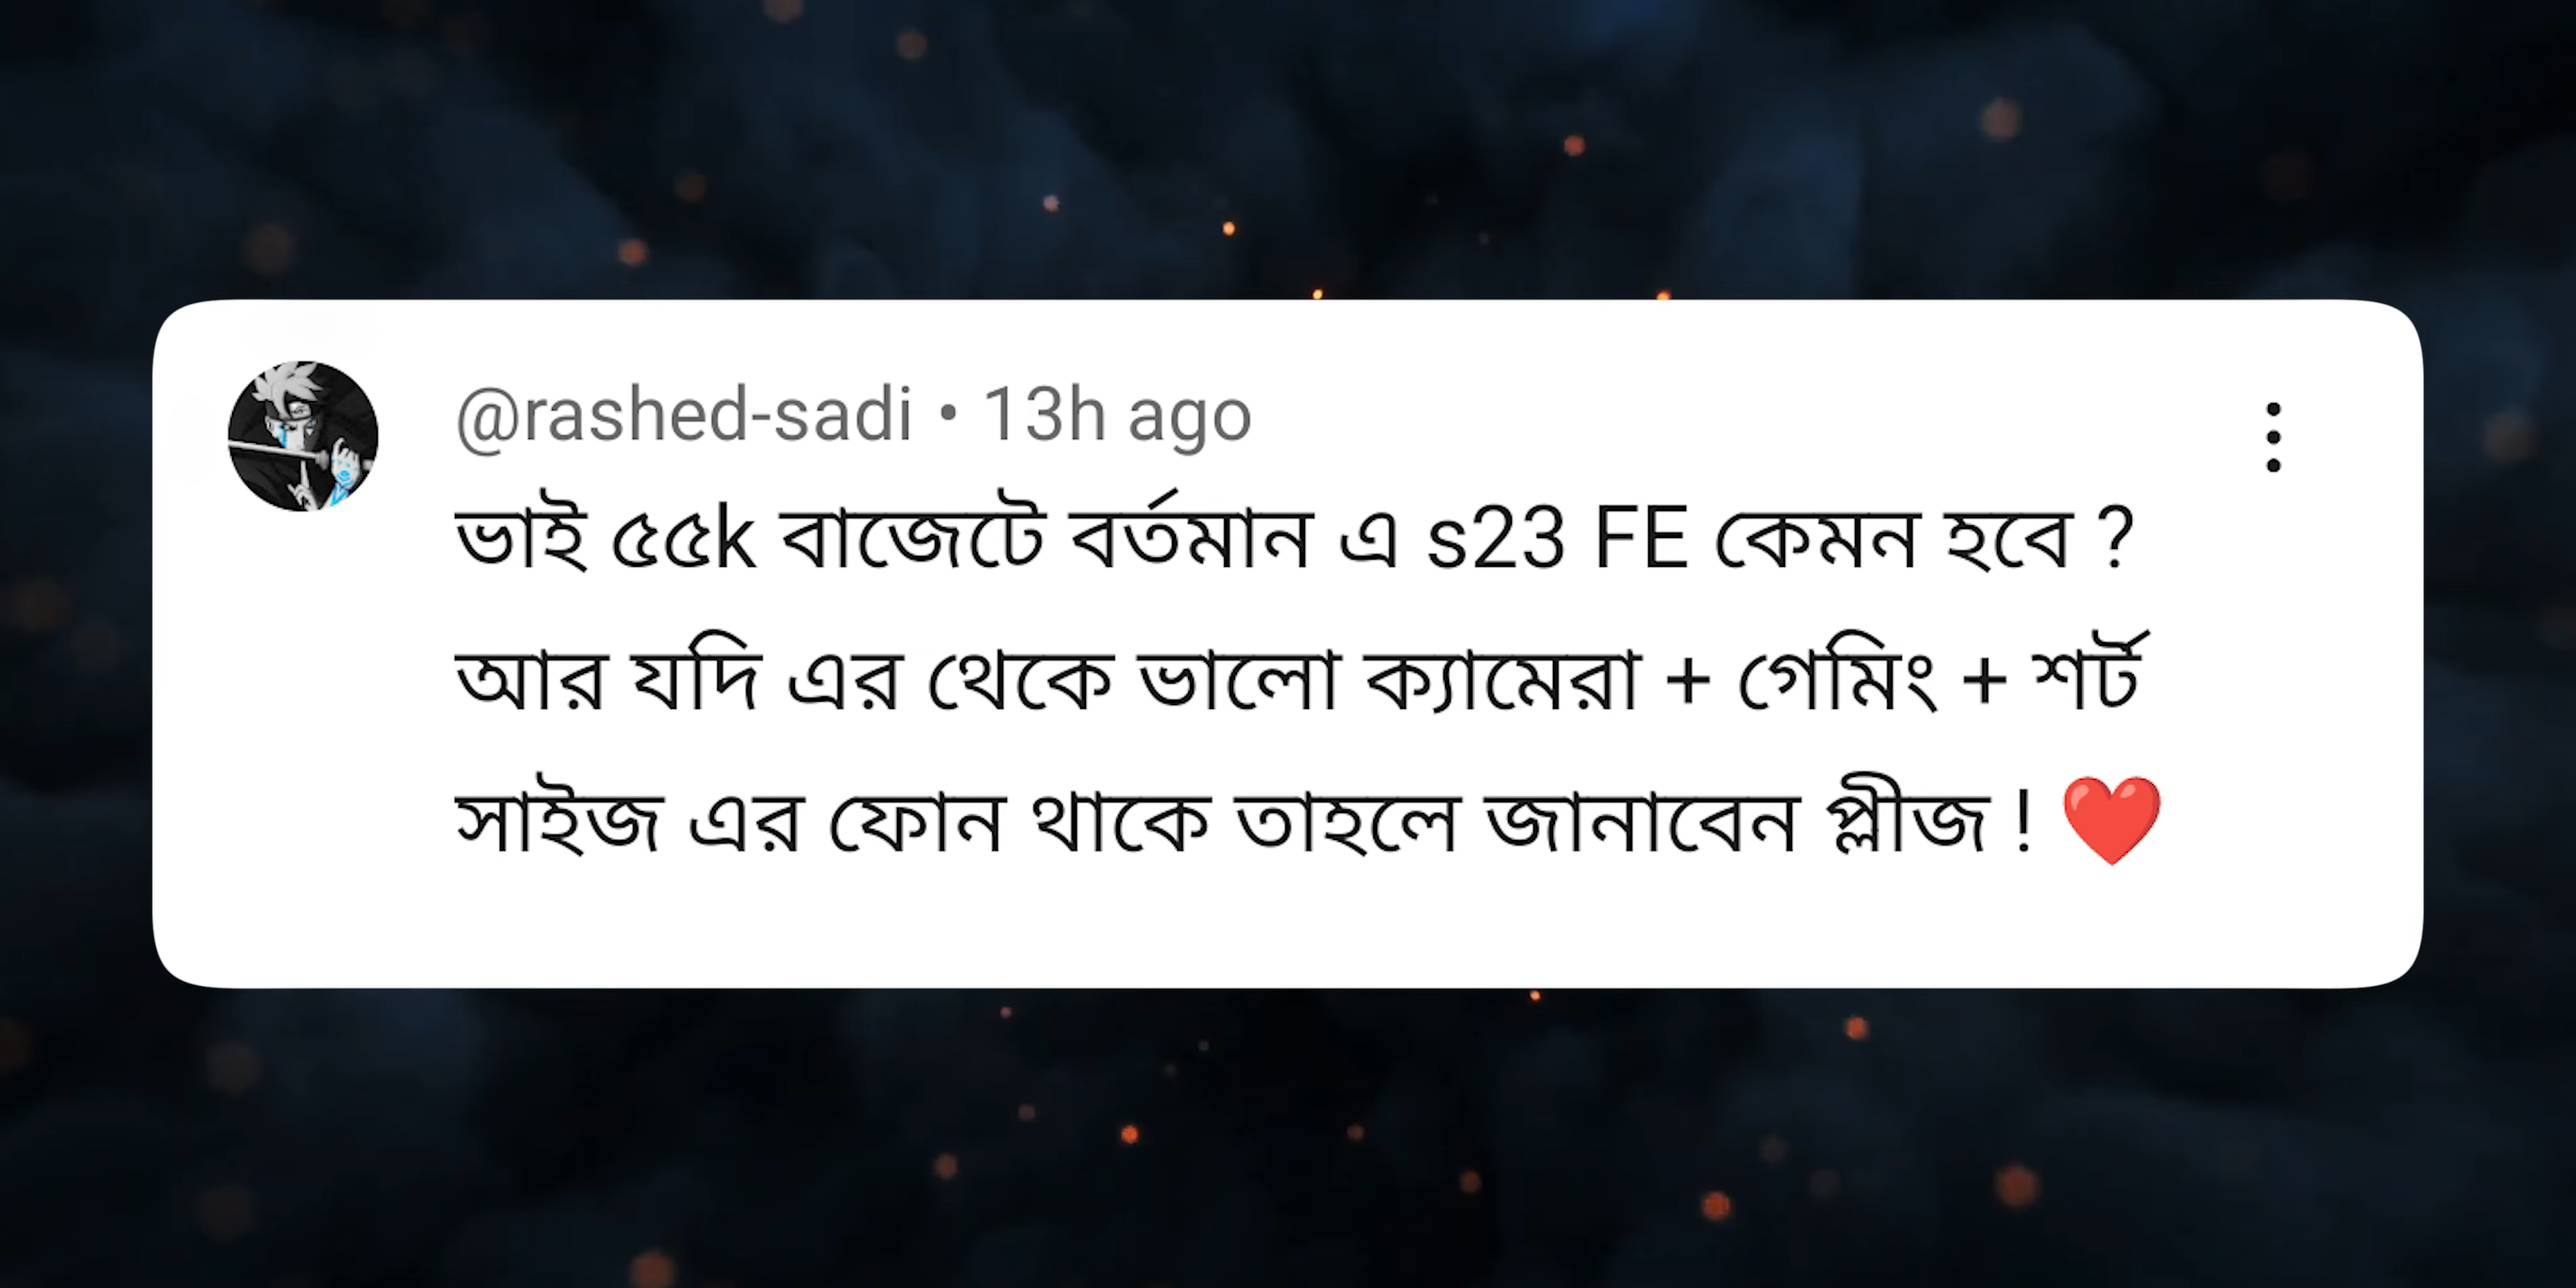 @rashed-sadi • 13h ago
ভাই ৫৫k বাজেটে বর্তমান এ s23 FE কেমন হবে ?
আর যদি এর থেকে ভালো ক্যামেরা + গেমিং + শর্ট
সাইজ এর ফোন থাকে তাহলে জানাবেন প্লীজ ! ❤️